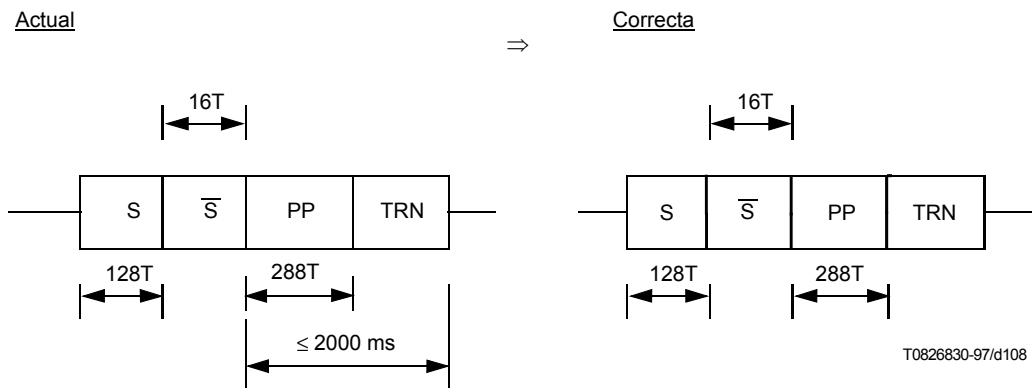 Actual
⇒
Correcta
16T
16T
S S̅ PP TRN
S S̅ PP TRN
128T 288T
128T 288T
≤ 2000 ms
T0826830-97/d108